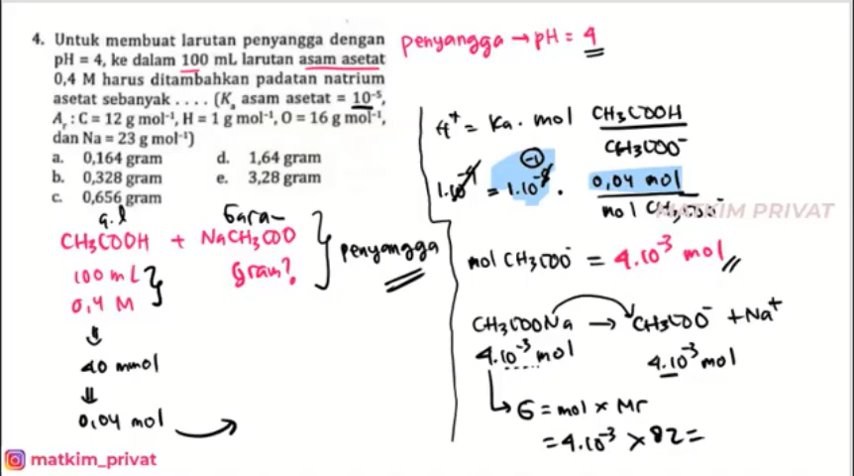 4. Untuk membuat larutan penyangga dengan
pH = 4, ke dalam 100 mL larutan asam asetat
0,4 M harus ditambahkan padatan natrium
asetat sebanyak . . . . (Kₐ asam asetat = 10⁻⁵,
Aᵣ : C = 12 g mol⁻¹, H = 1 g mol⁻¹, O = 16 g mol⁻¹,
dan Na = 23 g mol⁻¹)
a. 0,164 gram
b. 0,328 gram
c. 0,656 gram
d. 1,64 gram
e. 3,28 gram
penyangga → pH = 4
a.l
garam
CH3COOH + NaCH3COO
100 mL
0,4 M
gram?
penyangga
⇓
40 mmol
⇓
0,04 mol
H⁺ = Ka . mol CH3COOH / CH3COO⁻
1.10⁻⁴ = 1.10⁻⁵ . 0,04 mol / mol CH3COO⁻
-1
mol CH3COO⁻ = 4.10⁻³ mol //
CH3COONa → CH3COO⁻ + Na⁺
4.10⁻³ mol 4.10⁻³ mol
G = mol × Mr
= 4.10⁻³ × 82 =
MATKIM PRIVAT
matkim_privat